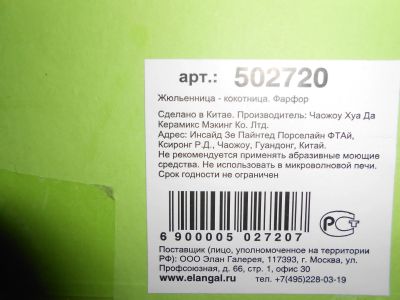 арт.: 502720
Жюльенница - кокотница. Фарфор
Сделано в Китае. Производитель: Чаожоу Хуа Да
Керамикс Мэкинг Ко. Лтд.
Адрес: Инсайд Зе Пайнтед Порселайн ФТАй,
Ксиронг Р.Д., Чаожоу, Гуандонг, Китай.
Не рекомендуется применять абразивные моющие
средства. Не использовать в микроволновой печи.
Срок годности не ограничен
6 900005 027207
Поставщик (лицо, уполномоченное на территории
РФ): ООО Элан Галерея, 117393, г. Москва, ул.
Профсоюзная, д. 66, стр. 1, офис 30
www.elangal.ru тел. +7(495)228-03-19